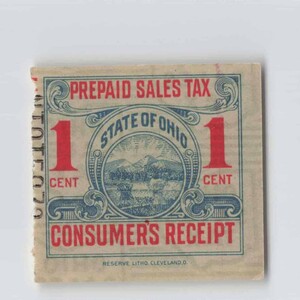 PREPAID SALES TAX
STATE OF OHIO
1 1
CENT CENT
CONSUMER'S RECEIPT
RESERVE LITHO. CLEVELAND.O